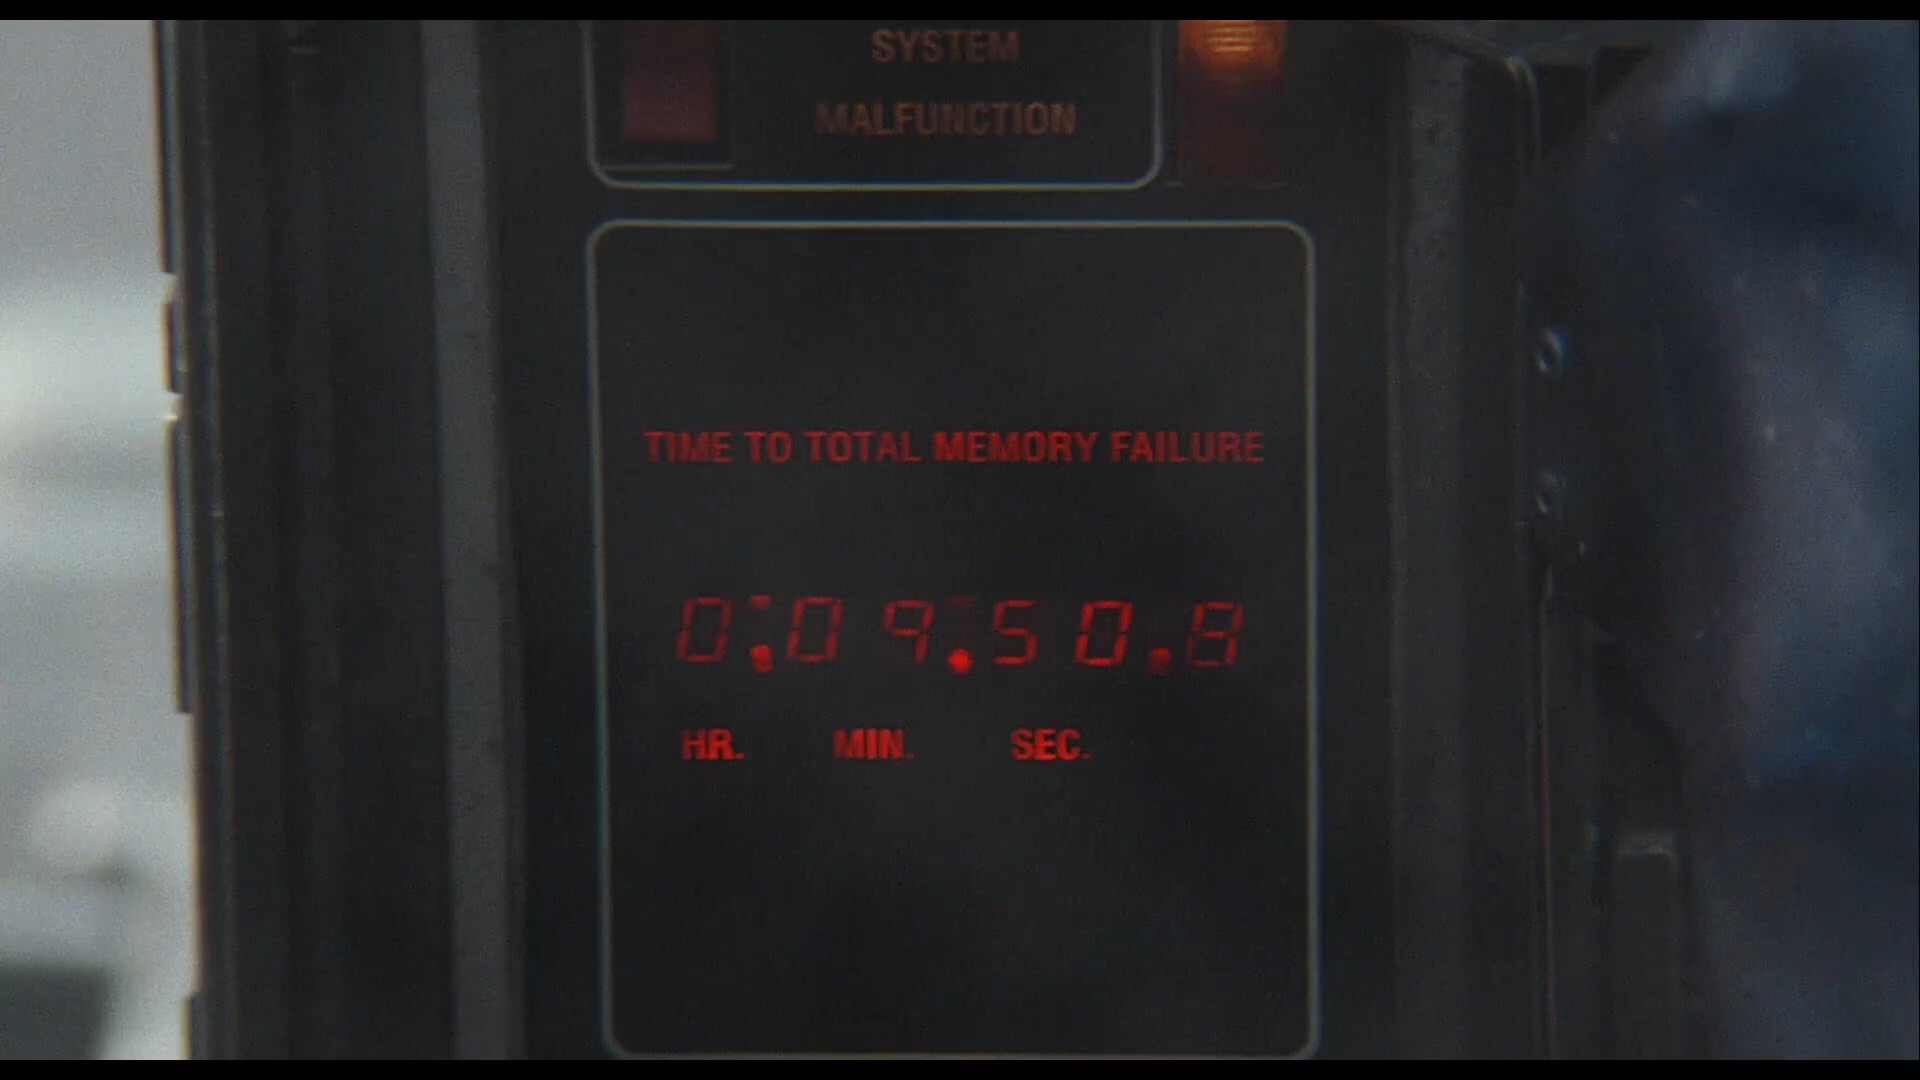 SYSTEM
MALFUNCTION
TIME TO TOTAL MEMORY FAILURE
0:09.50.8
HR. MIN. SEC.